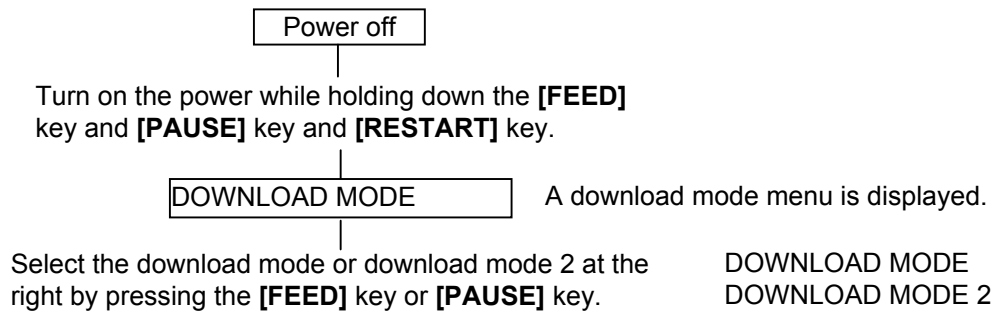 Power off
Turn on the power while holding down the [FEED]
key and [PAUSE] key and [RESTART] key.
DOWNLOAD MODE
A download mode menu is displayed.
Select the download mode or download mode 2 at the
right by pressing the [FEED] key or [PAUSE] key.
DOWNLOAD MODE
DOWNLOAD MODE 2